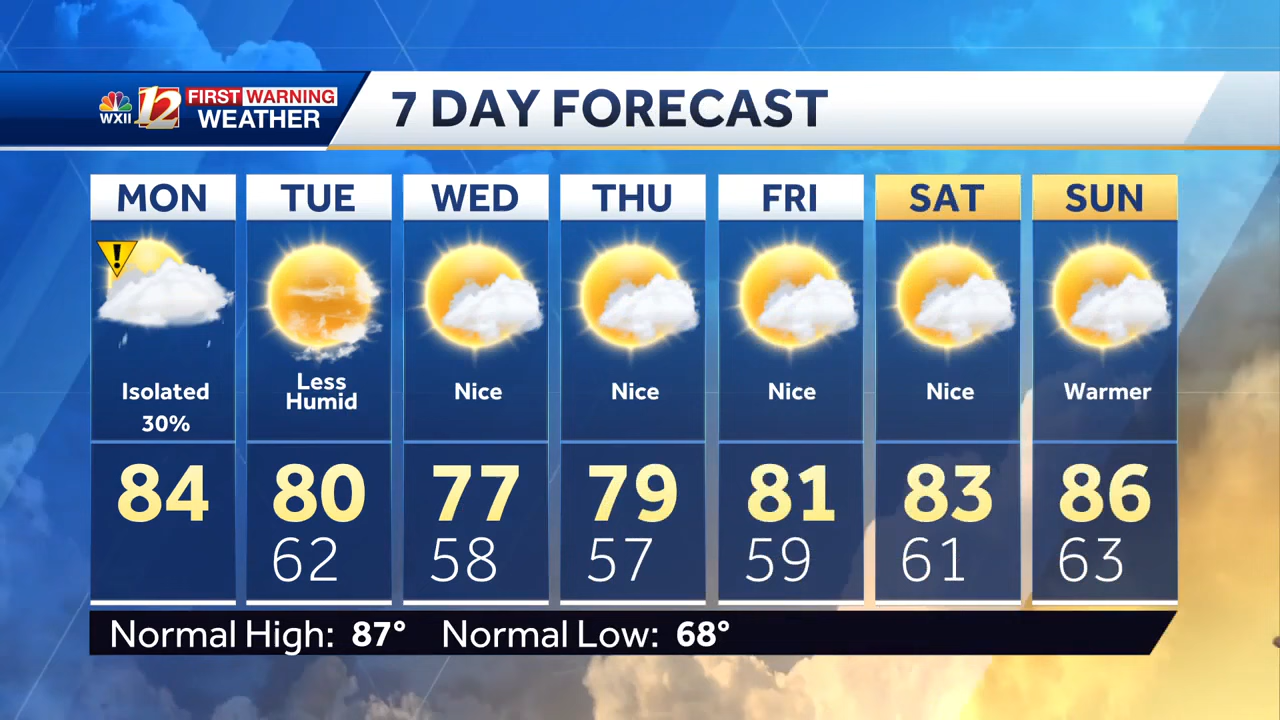 WXII 12 FIRST WARNING WEATHER
7 DAY FORECAST
MON TUE WED THU FRI SAT SUN
!
Isolated 30%
Less Humid
Nice
Nice
Nice
Nice
Warmer
84 80 77 79 81 83 86
62 58 57 59 61 63
Normal High: 87° Normal Low: 68°